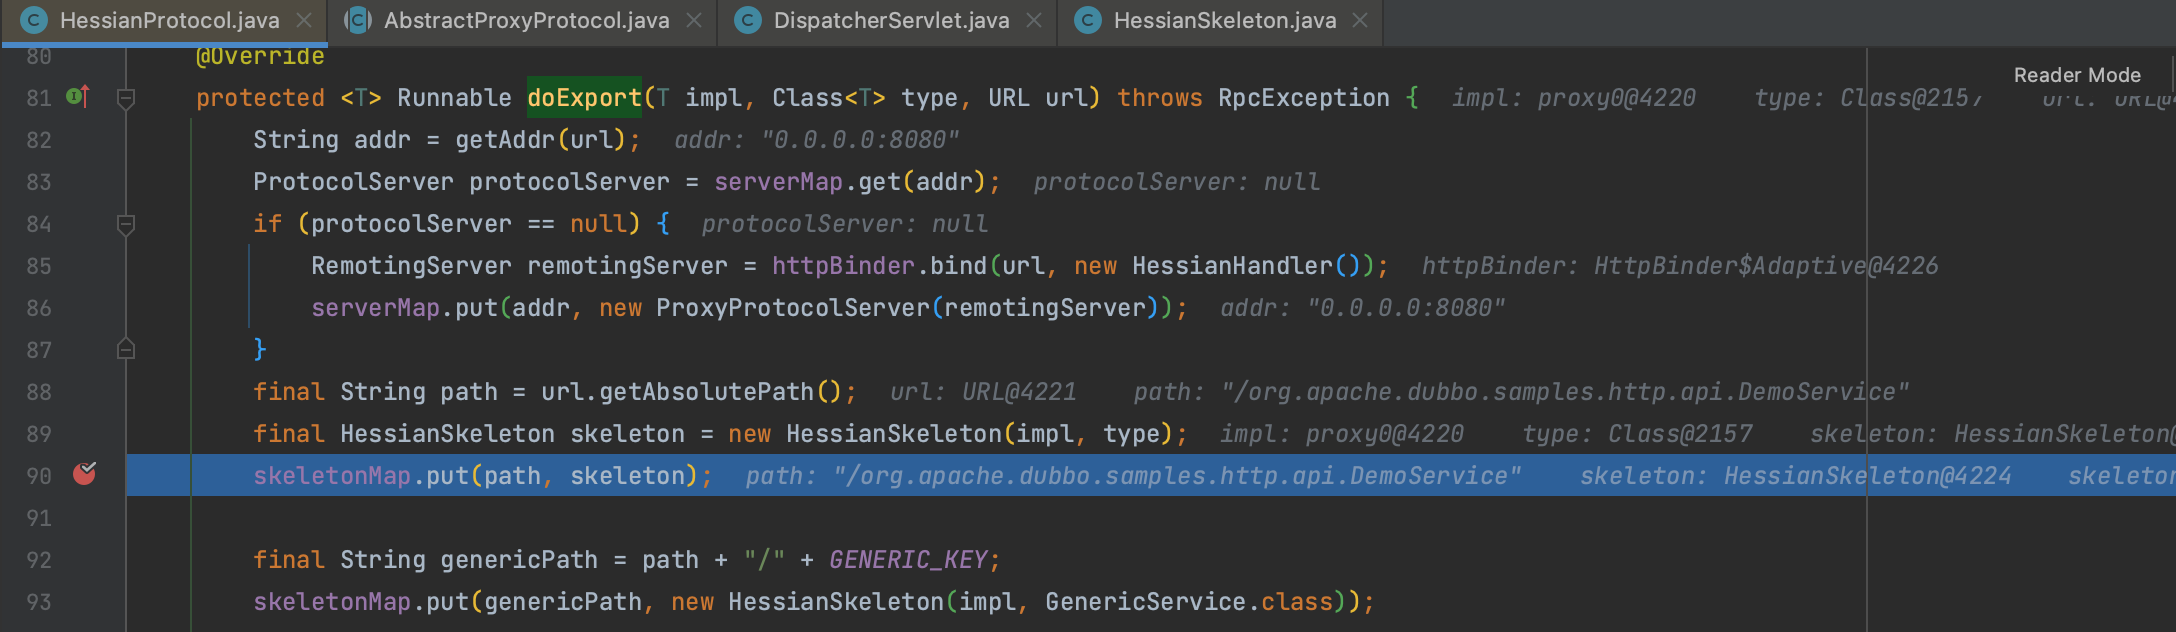 HessianProtocol.java AbstractProxyProtocol.java DispatcherServlet.java HessianSkeleton.java
Reader Mode
80 @Override
81 protected <T> Runnable doExport(T impl, Class<T> type, URL url) throws RpcException { impl: proxy0@4220 type: Class@2157 url: URL@4
82 String addr = getAddr(url); addr: "0.0.0.0:8080"
83 ProtocolServer protocolServer = serverMap.get(addr); protocolServer: null
84 if (protocolServer == null) { protocolServer: null
85 RemotingServer remotingServer = httpBinder.bind(url, new HessianHandler()); httpBinder: HttpBinder$Adaptive@4226
86 serverMap.put(addr, new ProxyProtocolServer(remotingServer)); addr: "0.0.0.0:8080"
87 }
88 final String path = url.getAbsolutePath(); url: URL@4221 path: "/org.apache.dubbo.samples.http.api.DemoService"
89 final HessianSkeleton skeleton = new HessianSkeleton(impl, type); impl: proxy0@4220 type: Class@2157 skeleton: HessianSkeleton@
90 skeletonMap.put(path, skeleton); path: "/org.apache.dubbo.samples.http.api.DemoService" skeleton: HessianSkeleton@4224 skeleton
91
92 final String genericPath = path + "/" + GENERIC_KEY;
93 skeletonMap.put(genericPath, new HessianSkeleton(impl, GenericService.class));